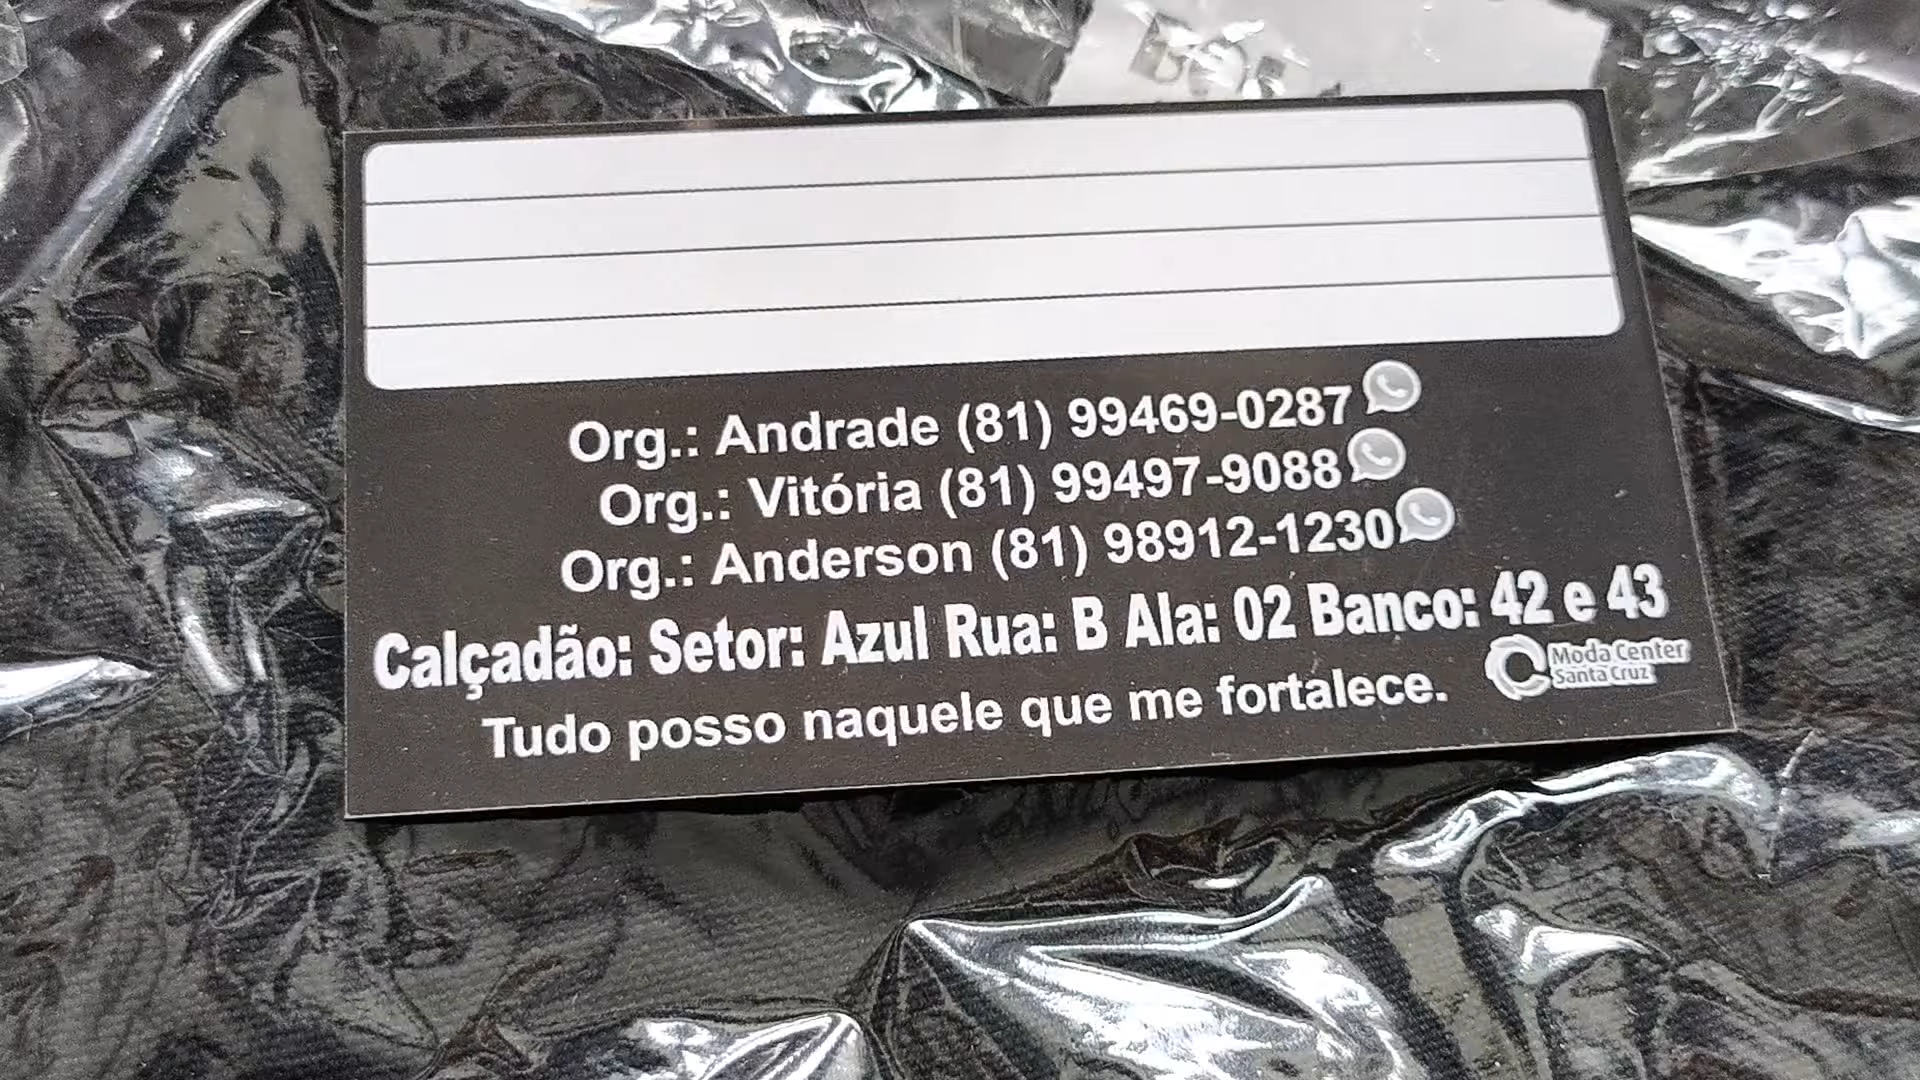 Org.: Andrade (81) 99469-0287
Org.: Vitória (81) 99497-9088
Org.: Anderson (81) 98912-1230
Calçadão: Setor: Azul Rua: B Ala: 02 Banco: 42 e 43
Moda Center
Santa Cruz
Tudo posso naquele que me fortalece.